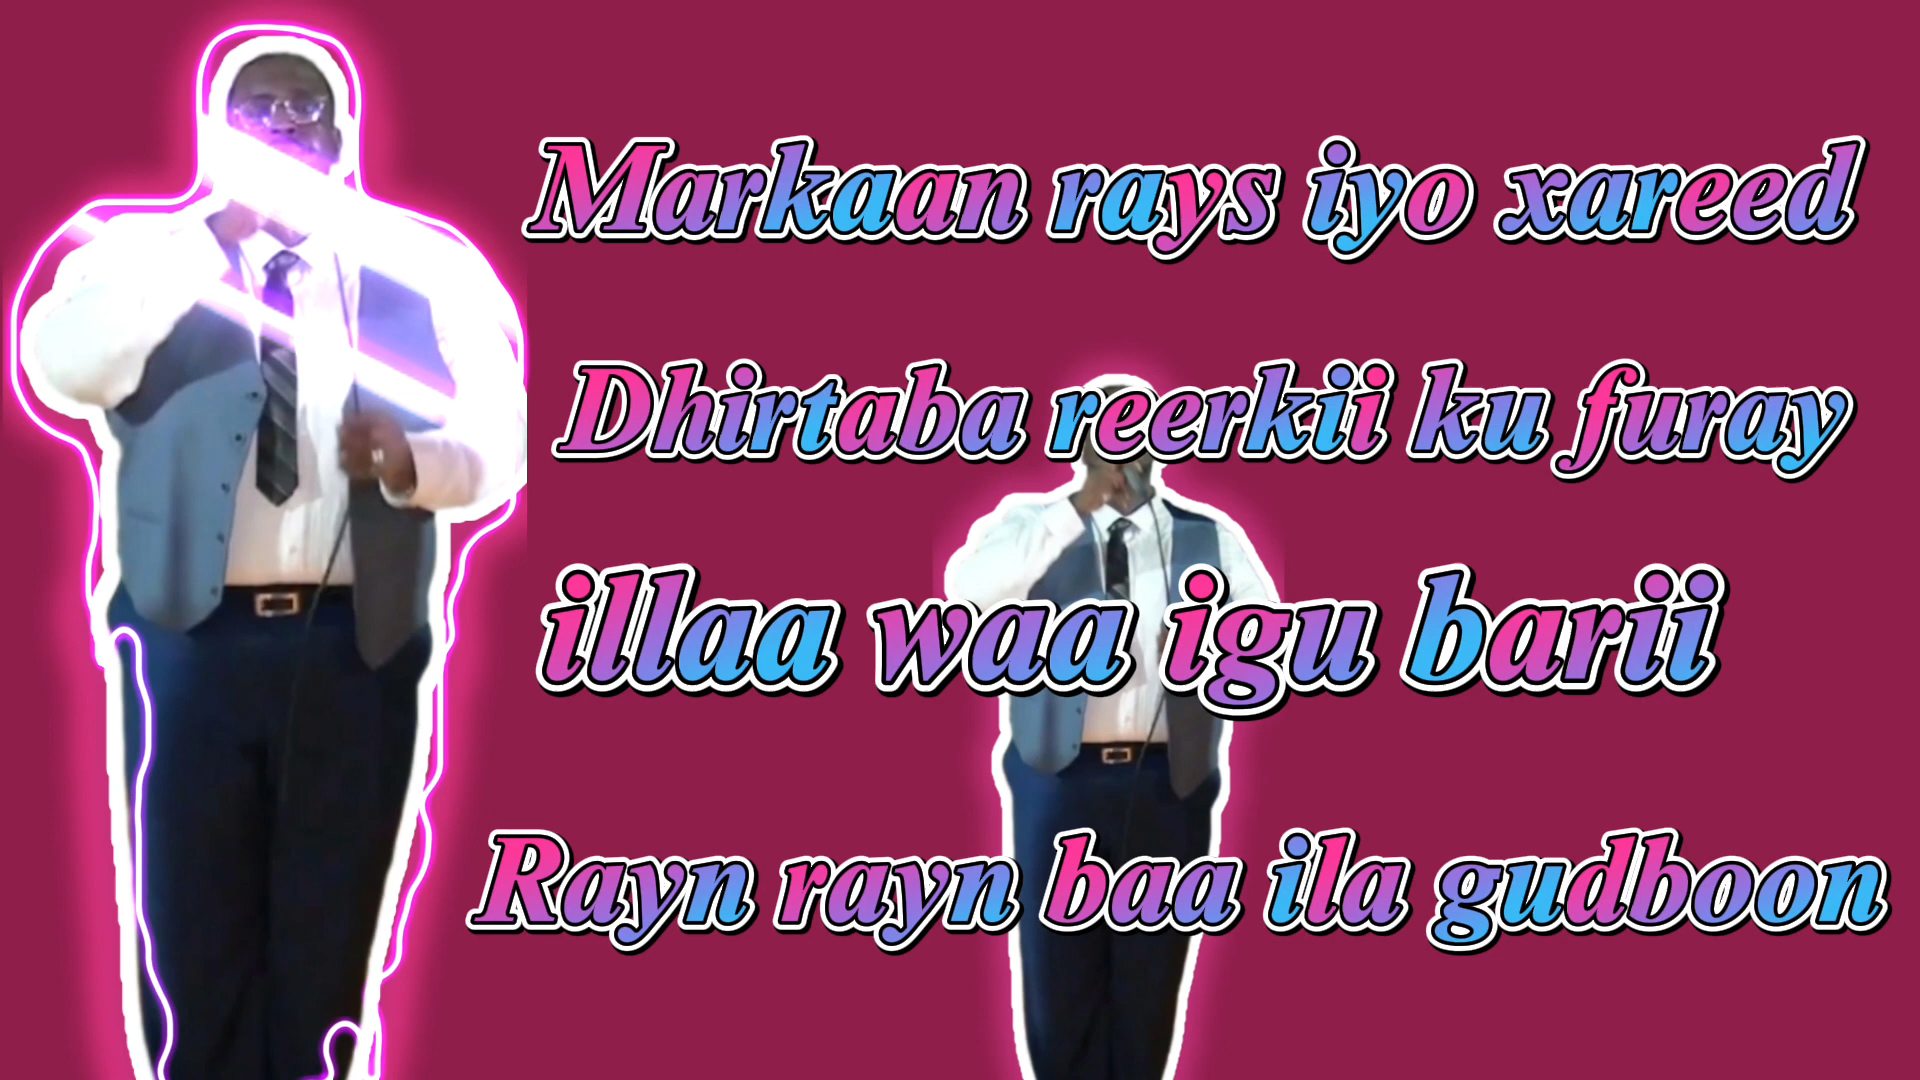 Markaan rays iyo xareed
Dhirtaba reerkii ku furay
illaa waa igu barii
Rayn rayn baa ila gudboon